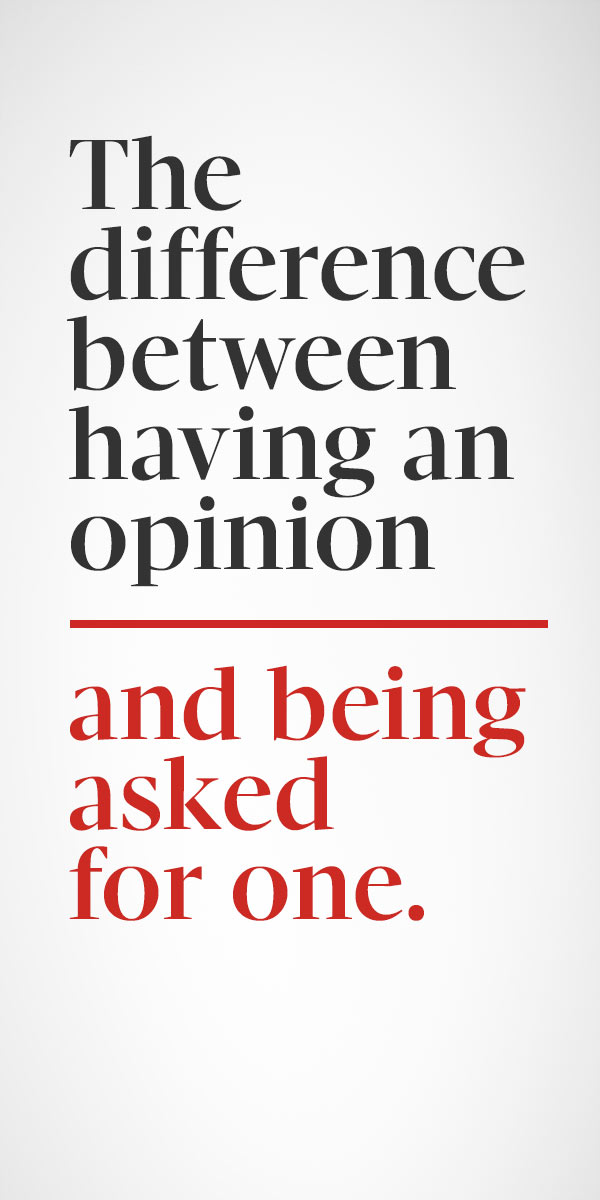 The
difference
between
having an
opinion
and being
asked
for one.